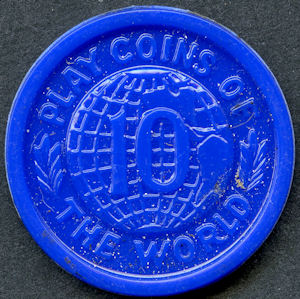 PLAY COINS OF
10
THE WORLD